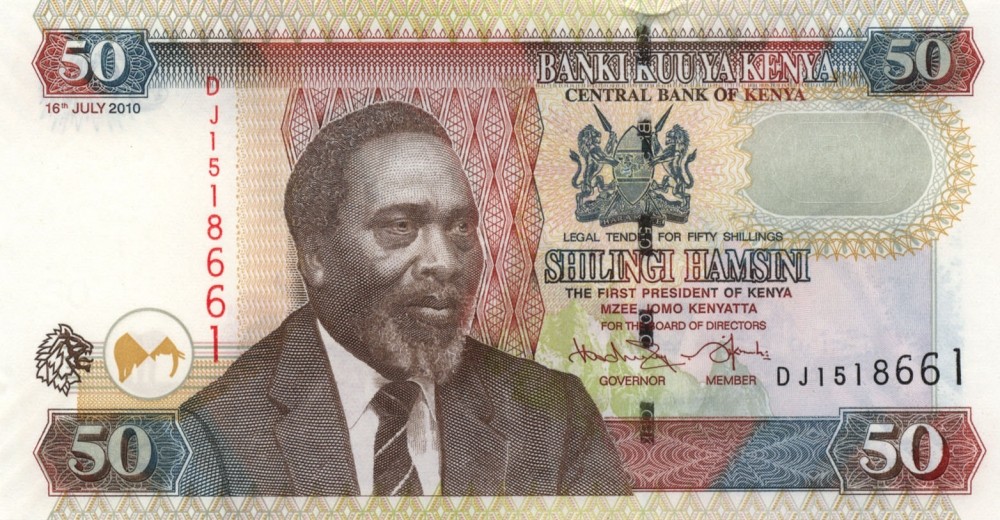 50
BANKI KUU YA KENYA
50
16th JULY 2010
CENTRAL BANK OF KENYA
DJ1518661
LEGAL TENDER FOR FIFTY SHILLINGS
SHILINGI HAMSINI
THE FIRST PRESIDENT OF KENYA
MZEE JOMO KENYATTA
FOR THE BOARD OF DIRECTORS
GOVERNOR MEMBER
DJ1518661
50
50